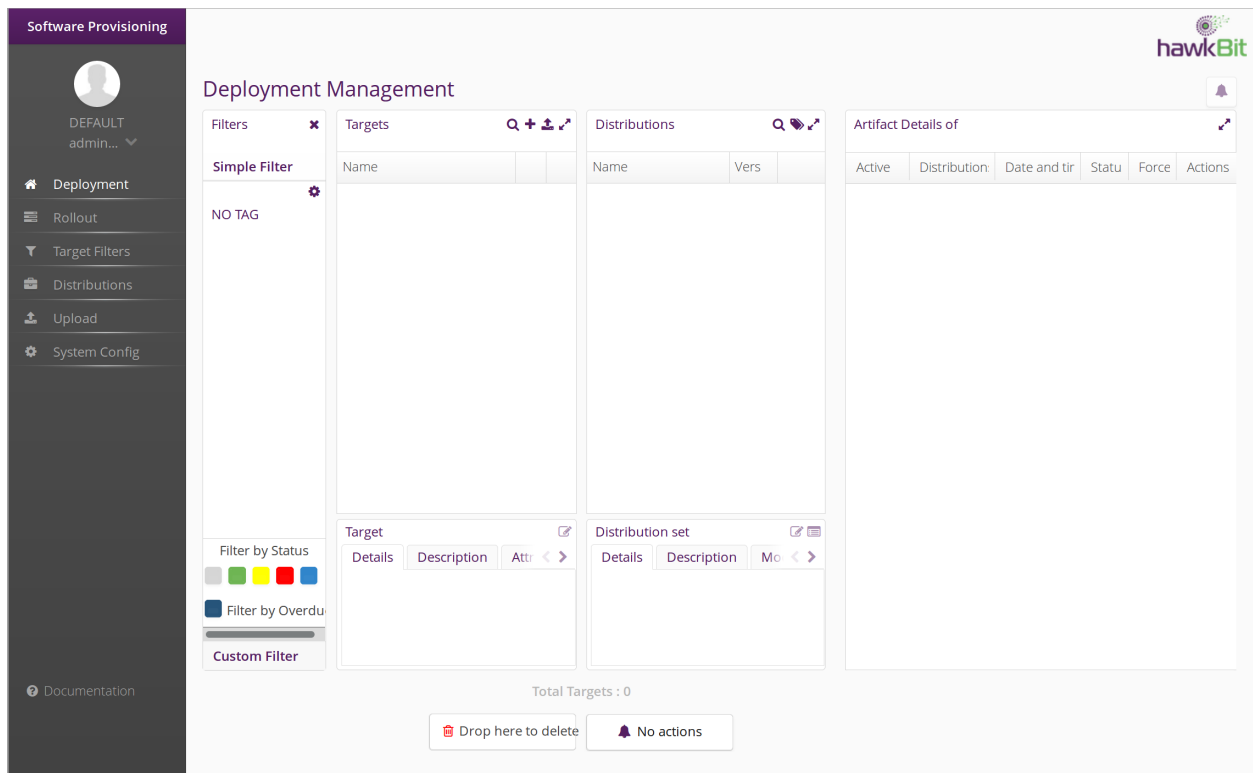 Software Provisioning
hawkBit
DEFAULT
admin...
Deployment
Rollout
Target Filters
Distributions
Upload
System Config
Documentation
Deployment Management
Filters
Simple Filter
NO TAG
Filter by Status
Filter by Overdu
Custom Filter
Targets
Name
Target
Details Description Attr
Distributions
Name Vers
Distribution set
Details Description Mo
Artifact Details of
Active Distribution Date and tir Statu Force Actions
Total Targets : 0
Drop here to delete
No actions